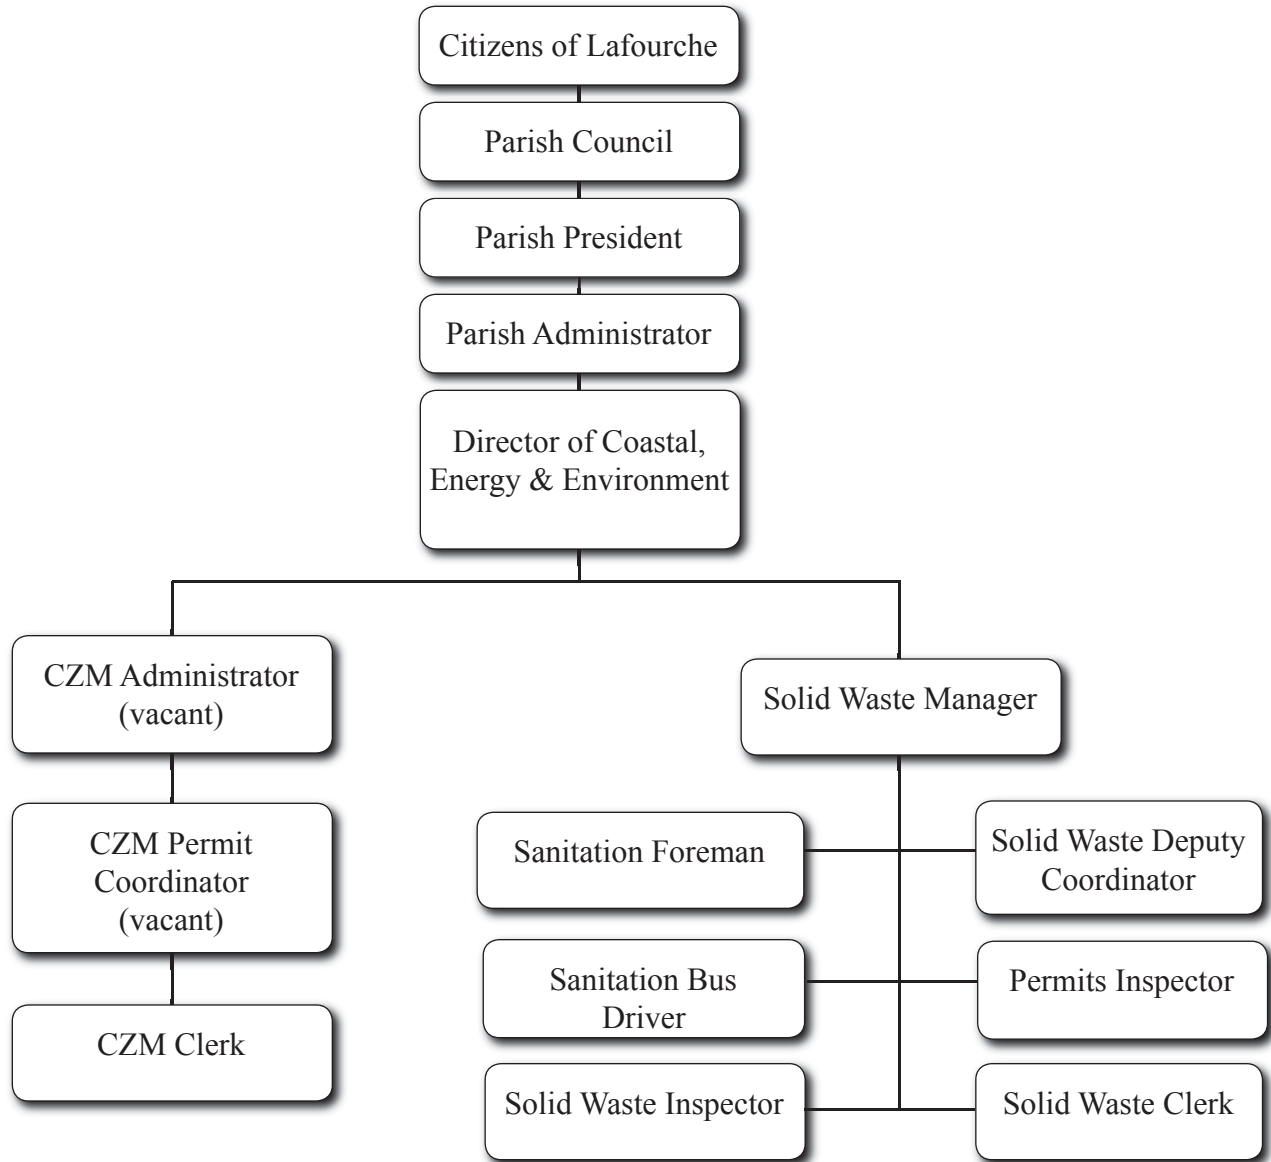 Citizens of Lafourche
Parish Council
Parish President
Parish Administrator
Director of Coastal,
Energy & Environment
CZM Administrator
(vacant)
CZM Permit
Coordinator
(vacant)
CZM Clerk
Solid Waste Manager
Sanitation Foreman
Solid Waste Deputy
Coordinator
Sanitation Bus
Driver
Permits Inspector
Solid Waste Inspector
Solid Waste Clerk